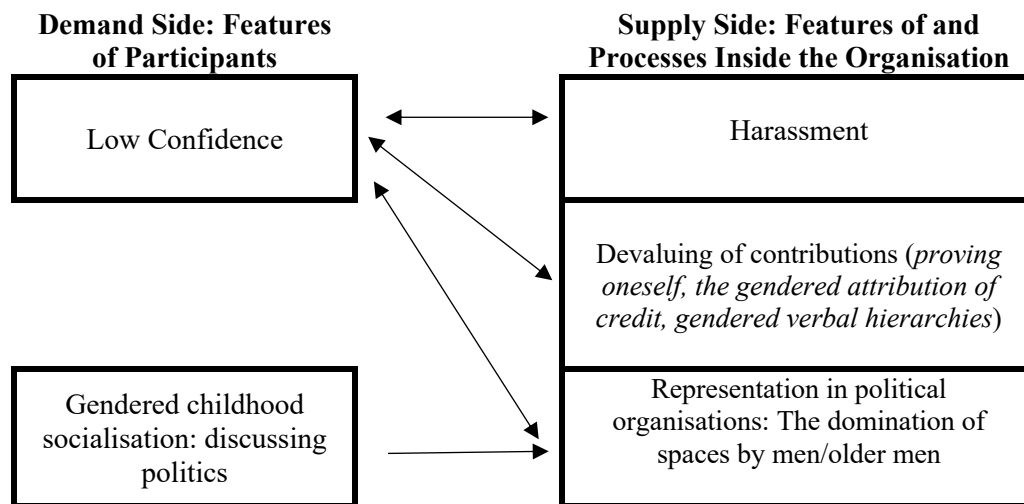 Demand Side: Features
of Participants
Supply Side: Features of and
Processes Inside the Organisation
Low Confidence
Harassment
Devaluing of contributions (proving
oneself, the gendered attribution of
credit, gendered verbal hierarchies)
Gendered childhood
socialisation: discussing
politics
Representation in political
organisations: The domination of
spaces by men/older men